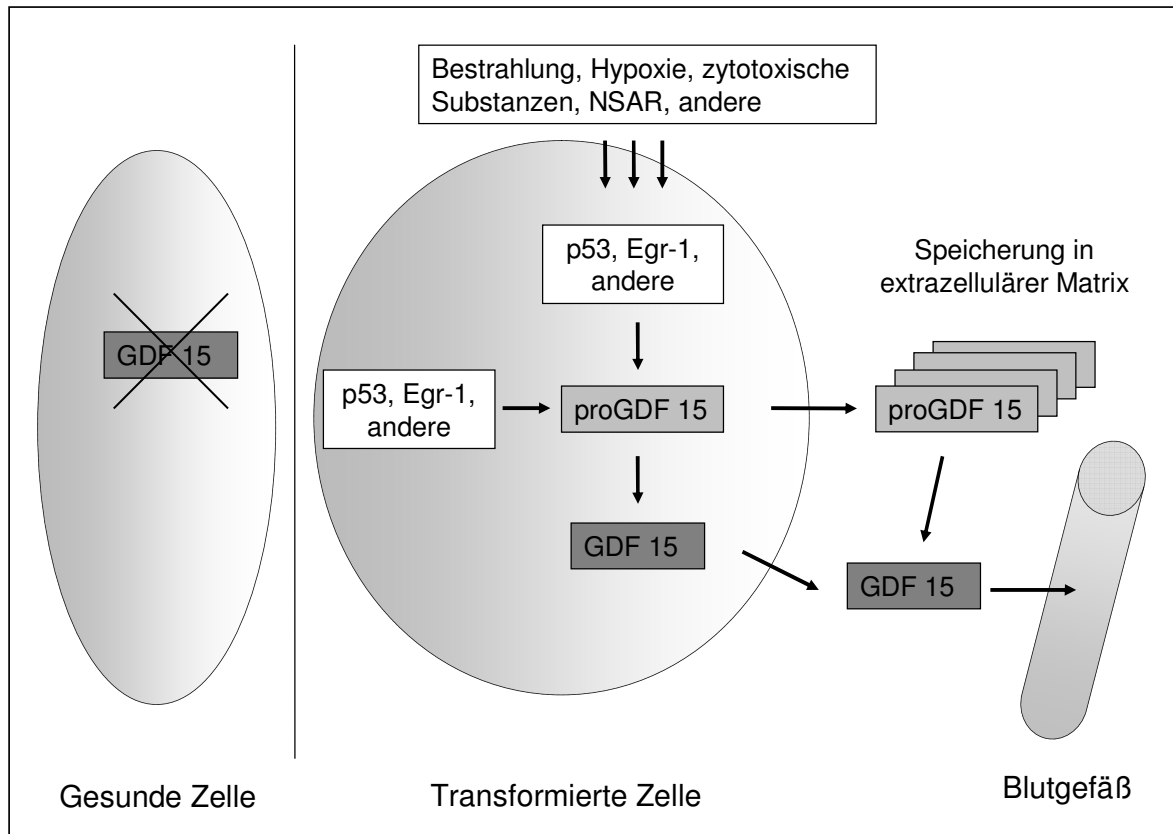 Bestrahlung, Hypoxie, zytotoxische
Substanzen, NSAR, andere
p53, Egr-1,
andere
Speicherung in
extrazellulärer Matrix
GDF 15
p53, Egr-1,
andere
proGDF 15
proGDF 15
GDF 15
GDF 15
Gesunde Zelle
Transformierte Zelle
Blutgefäß